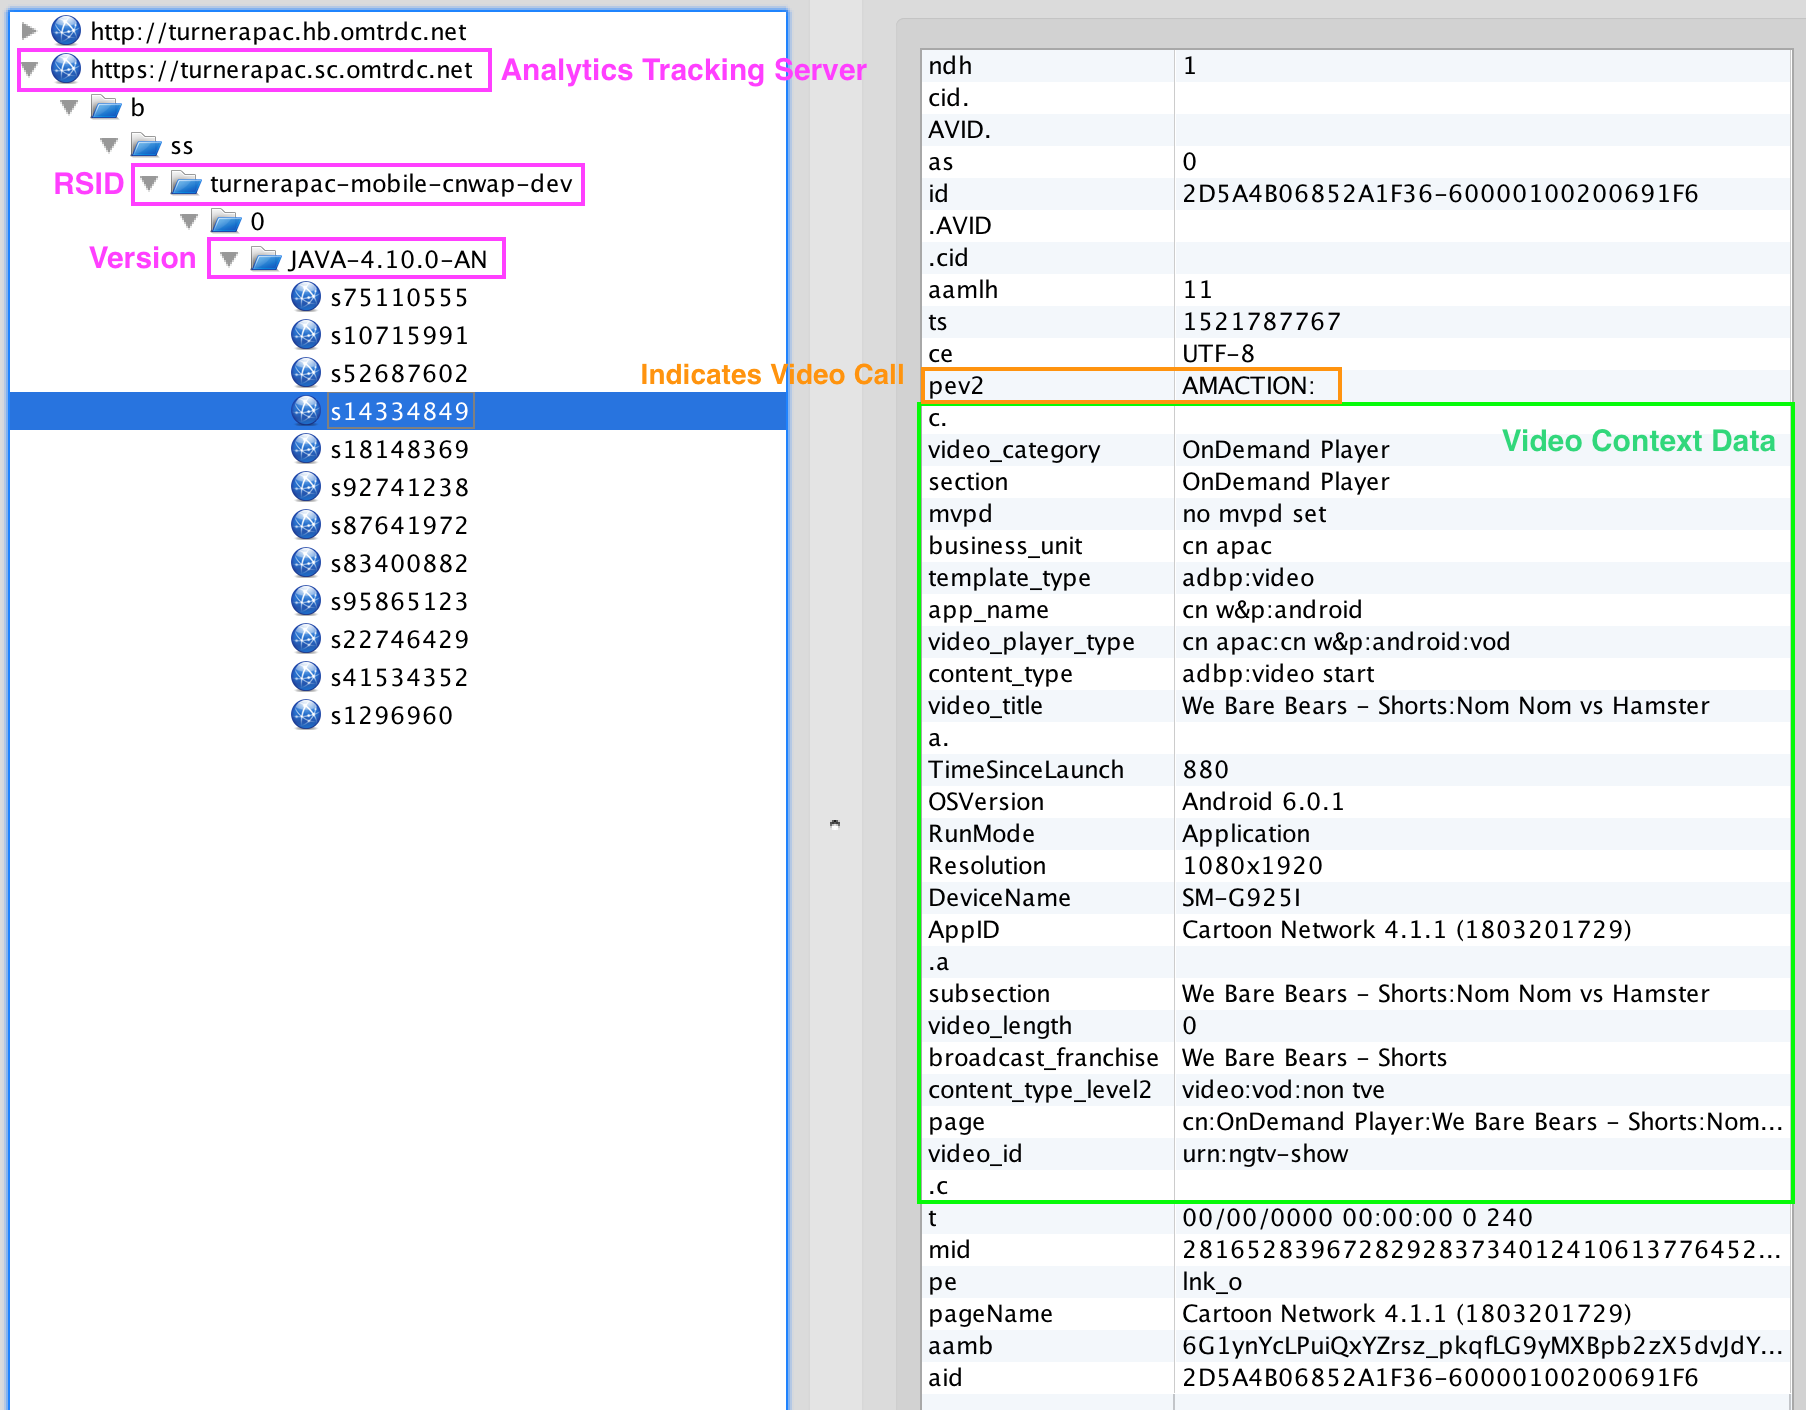 http://turnerapac.hb.omtrdc.net
https://turnerapac.sc.omtrdc.net Analytics Tracking Server
b
ss
RSID turnerapac-mobile-cnwap-dev
0
Version JAVA-4.10.0-AN
s75110555
s10715991
s52687602
s14334849
s18148369
s92741238
s87641972
s83400882
s95865123
s22746429
s41534352
s1296960
ndh 1
cid.
AVID.
as 0
id 2D5A4B06852A1F36-60000100200691F6
.AVID
.cid
aamlh 11
ts 1521787767
ce UTF-8
Indicates Video Call pev2 AMACTION:
c.
Video Context Data
video_category OnDemand Player
section OnDemand Player
mvpd no mvpd set
business_unit cn apac
template_type adbp:video
app_name cn w&p:android
video_player_type cn apac:cn w&p:android:vod
content_type adbp:video start
video_title We Bare Bears - Shorts:Nom Nom vs Hamster
a.
TimeSinceLaunch 880
OSVersion Android 6.0.1
RunMode Application
Resolution 1080x1920
DeviceName SM-G925I
AppID Cartoon Network 4.1.1 (1803201729)
.a
subsection We Bare Bears - Shorts:Nom Nom vs Hamster
video_length 0
broadcast_franchise We Bare Bears - Shorts
content_type_level2 video:vod:non tve
page cn:OnDemand Player:We Bare Bears - Shorts:Nom...
video_id urn:ngtv-show
.c
t 00/00/0000 00:00:00 0 240
mid 28165283967282928373401241061377645​2...
pe lnk_o
pageName Cartoon Network 4.1.1 (1803201729)
aamb 6G1ynYcLPuiQxYZrsz_pkqfLG9yMXBpb2zX5dvJdY...
aid 2D5A4B06852A1F36-60000100200691F6